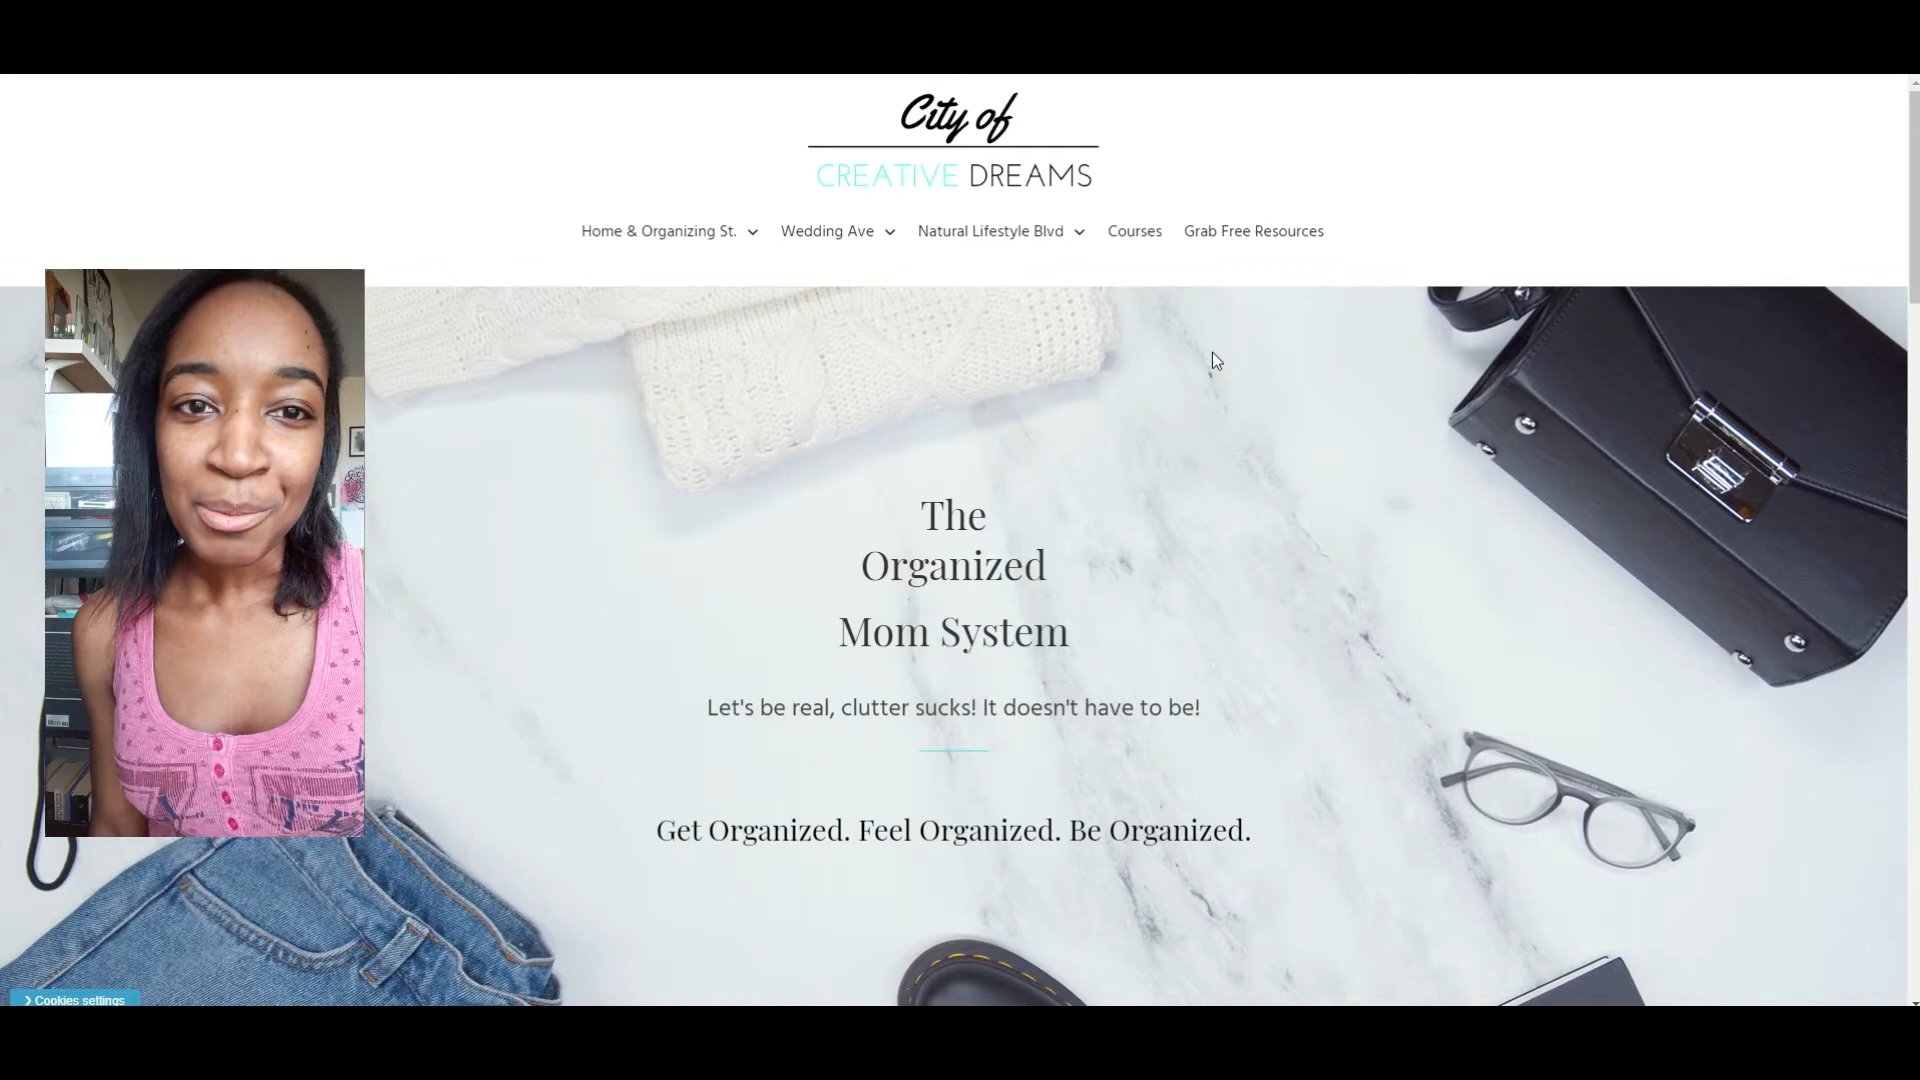 City of
CREATIVE DREAMS
Home & Organizing St.
Wedding Ave
Natural Lifestyle Blvd
Courses
Grab Free Resources
The
Organized
Mom System
Let's be real, clutter sucks! It doesn't have to be!
Get Organized. Feel Organized. Be Organized.
Cookies settings